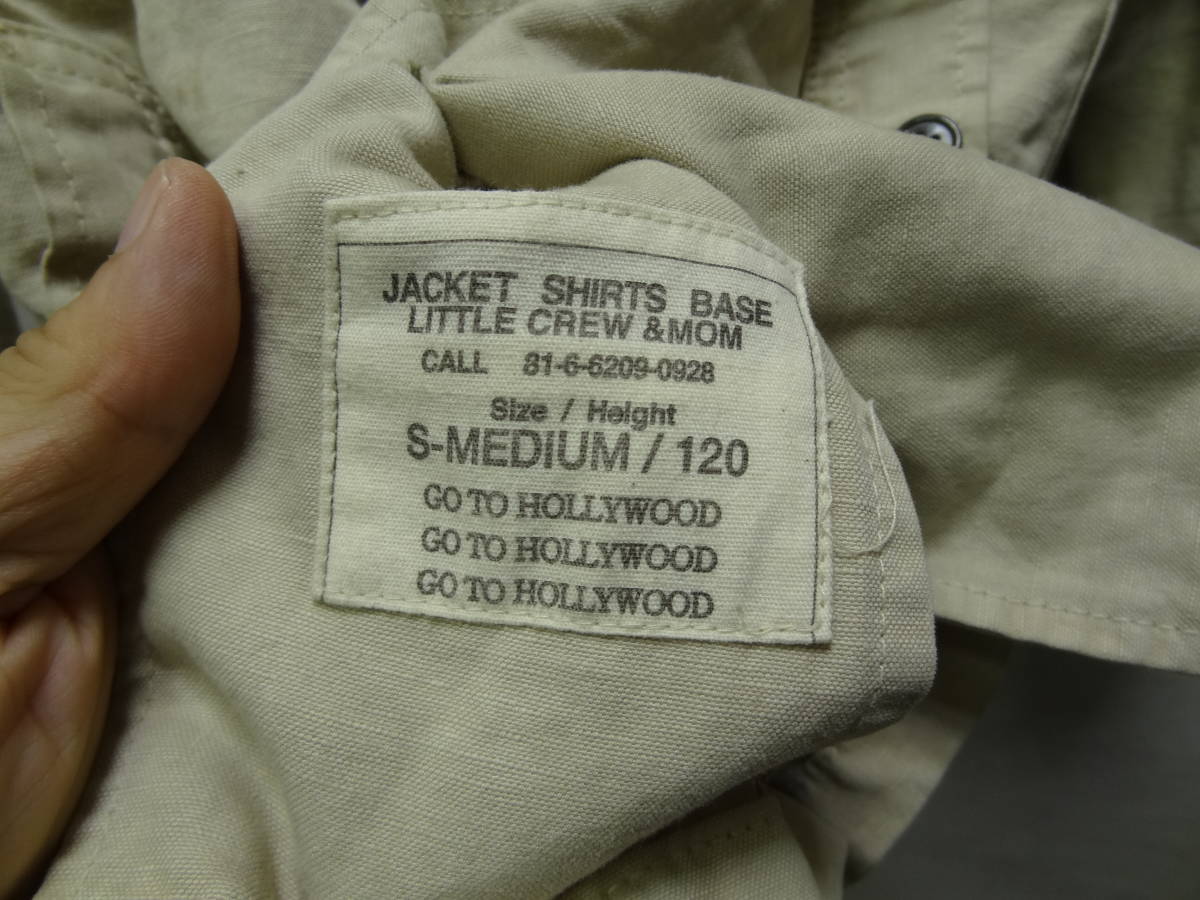 JACKET SHIRTS BASE
LITTLE CREW &MOM
CALL 81-6-6209-0928
Size / Height
S-MEDIUM / 120
GO TO HOLLYWOOD
GO TO HOLLYWOOD
GO TO HOLLYWOOD